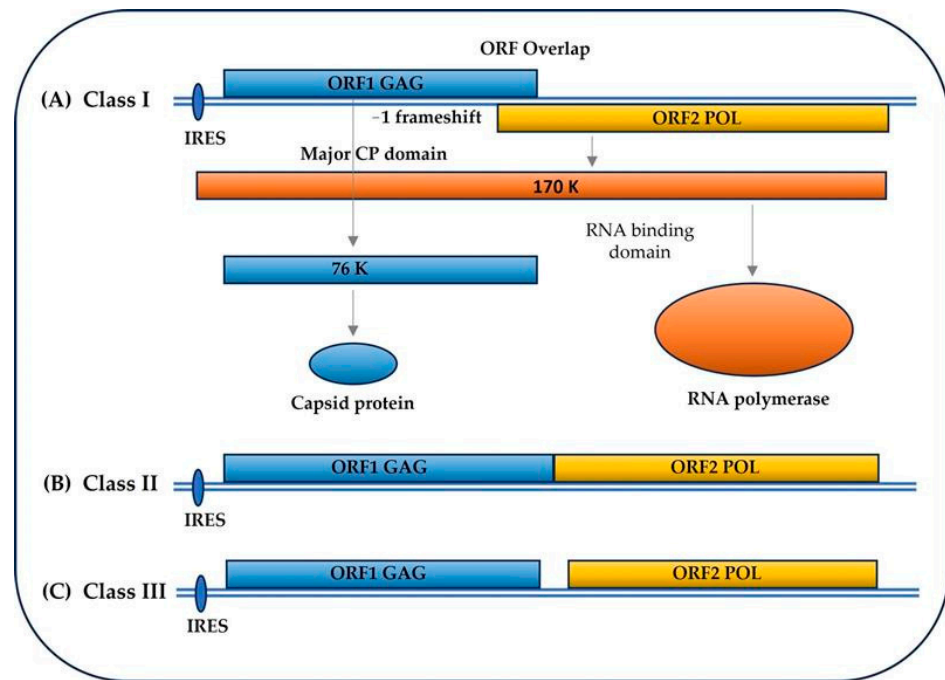 ORF Overlap
(A) Class I
ORF1 GAG
IRES
−1 frameshift
ORF2 POL
Major CP domain
170 K
RNA binding
domain
76 K
Capsid protein
RNA polymerase
(B) Class II
ORF1 GAG
ORF2 POL
IRES
(C) Class III
ORF1 GAG
ORF2 POL
IRES